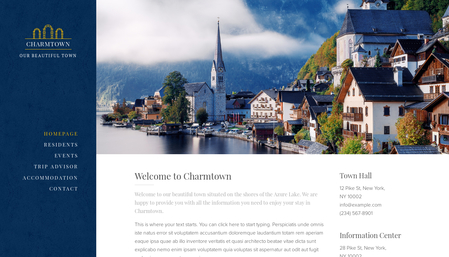 CHARMTOWN
OUR BEAUTIFUL TOWN
HOMEPAGE
RESIDENTS
EVENTS
TRIP ADVISOR
ACCOMMODATION
CONTACT
Welcome to Charmtown
Welcome to our beautiful town situated on the shores of the Azure Lake. We are
happy to provide you with all the information you need to enjoy your stay in
Charmtown.
This is where your text starts. You can click here to start typing. Perspiciatis unde omnis
iste natus error sit voluptatem accusantium doloremque laudantium totam rem aperiam
eaque ipsa quae ab illo inventore veritatis et quasi architecto beatae vitae dicta sunt
explicabo nemo enim ipsam voluptatem quia voluptas sit aspernatur aut odit aut fugit
Town Hall
12 Pike St, New York,
NY 10002
info@example.com
(234) 567-8901
Information Center
28 Pike St, New York,
NY 10002